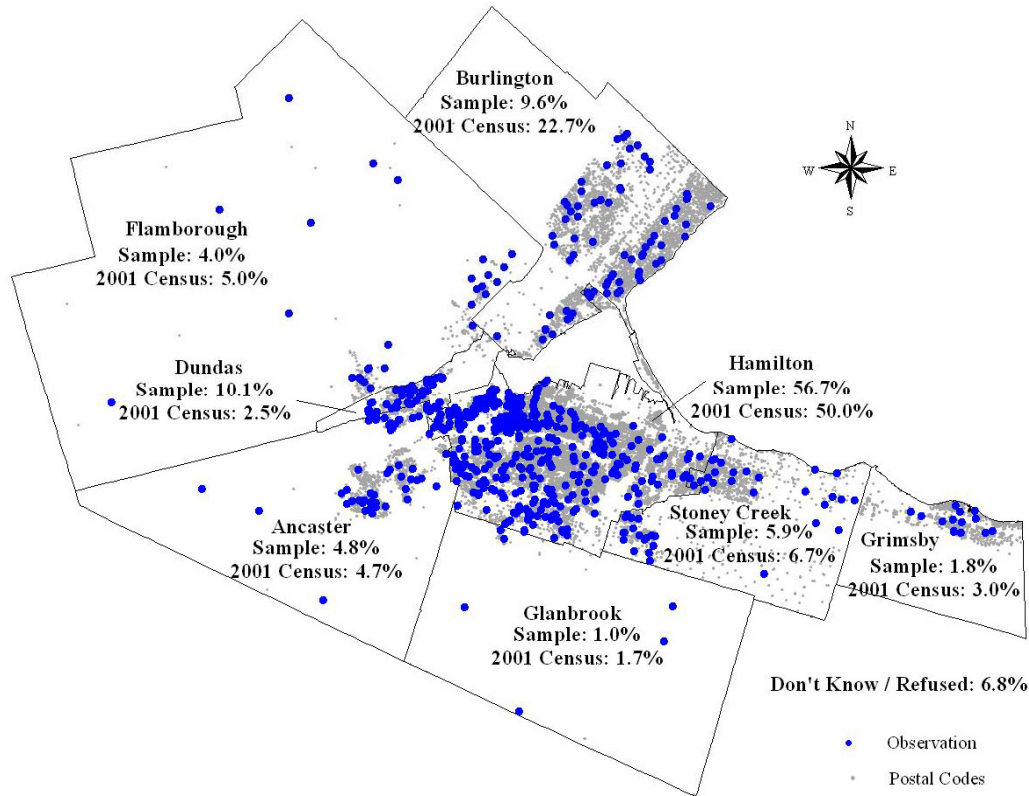 Burlington
Sample: 9.6%
2001 Census: 22.7%
N
W E
S
Flamborough
Sample: 4.0%
2001 Census: 5.0%
Dundas
Sample: 10.1%
2001 Census: 2.5%
Hamilton
Sample: 56.7%
2001 Census: 50.0%
Ancaster
Sample: 4.8%
2001 Census: 4.7%
Stoney Creek
Sample: 5.9%
2001 Census: 6.7%
Grimsby
Sample: 1.8%
2001 Census: 3.0%
Glanbrook
Sample: 1.0%
2001 Census: 1.7%
Don't Know / Refused: 6.8%
Observation
Postal Codes